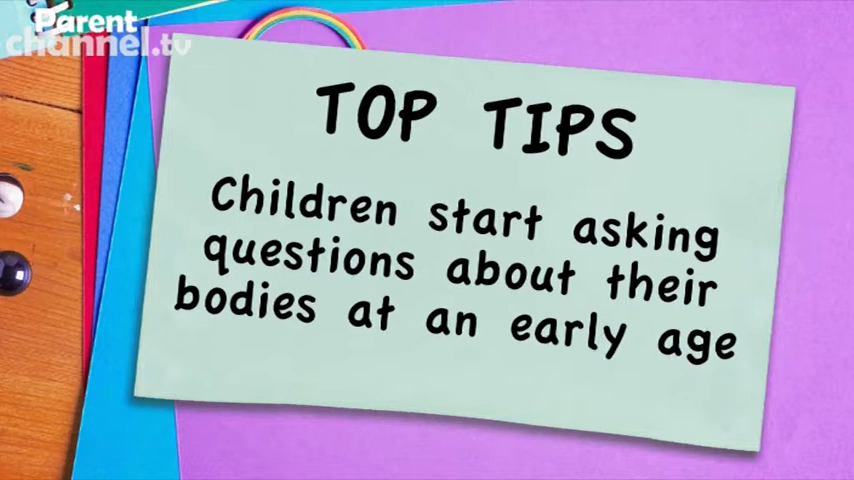 Parent
channel.tv
TOP TIPS
Children start asking
questions about their
bodies at an early age